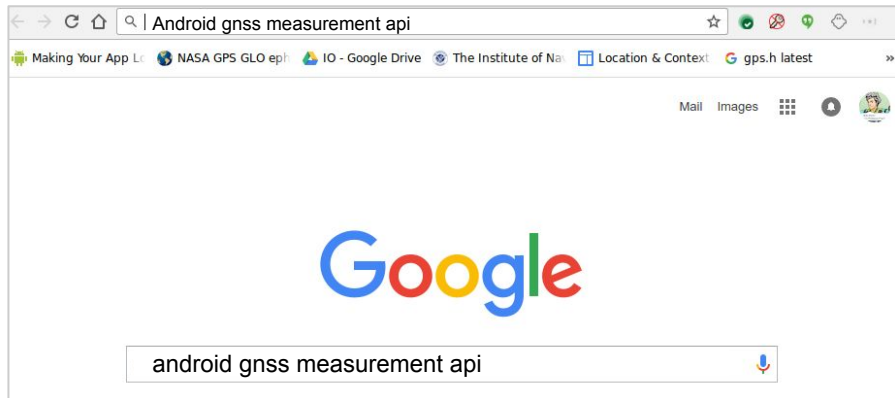 Android gnss measurement api
Making Your App Lo NASA GPS GLO eph IO - Google Drive The Institute of Nav Location & Context G gps.h latest »
Mail Images
Google
android gnss measurement api